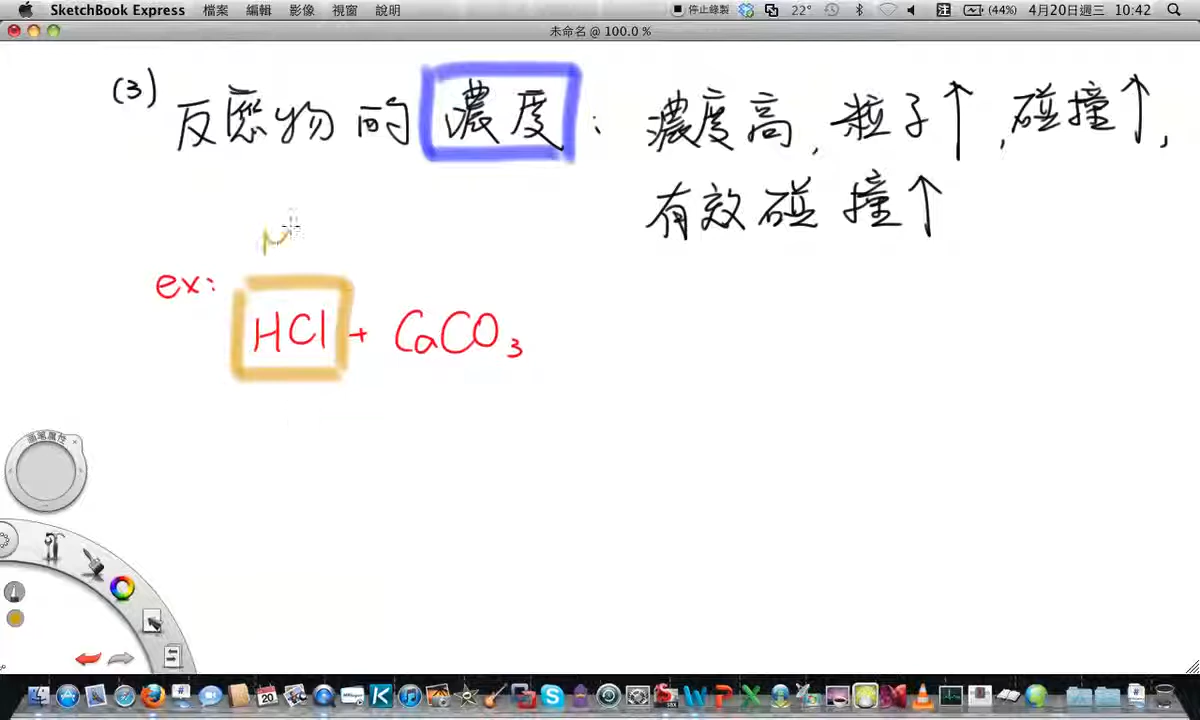 SketchBook Express 檔案 編輯 影像 視窗 說明 停止錄製 22° 注 (44%) 4月20日週三 10:42
未命名 @ 100.0 %
(3) 反應物的濃度: 濃度高, 粒子↑, 碰撞↑,
有效碰撞↑
ex:
HCl + CaCO₃